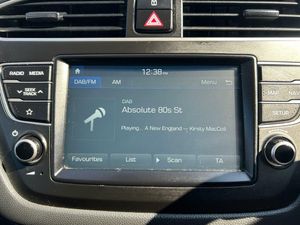 12:38 PM
RADIO MEDIA
DAB/FM AM Menu
MAP NAV
SEEK
TRACK
DAB
Absolute 80s St
SETUP
Playing.. A New England – Kirsty MacColl
Favourites List Scan TA